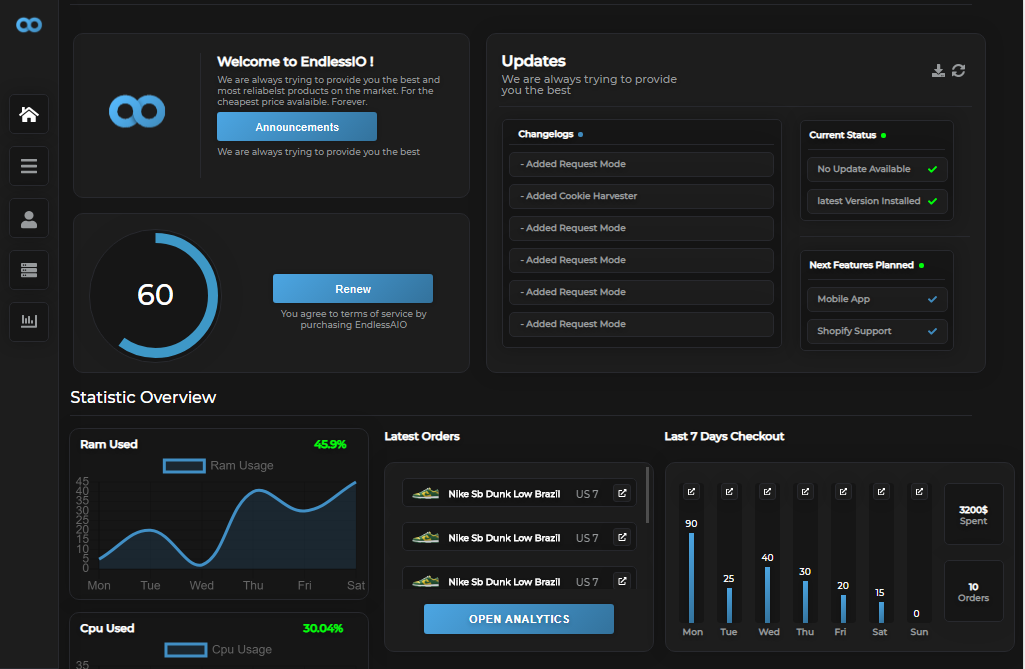 Welcome to EndlessIO !
We are always trying to provide you the best and
most reliabelst products on the market. For the
cheapest price avalaible. Forever.
Announcements
We are always trying to provide you the best
60
Renew
You agree to terms of service by
purchasing EndlessAIO
Updates
We are always trying to provide
you the best
Changelogs
- Added Request Mode
- Added Cookie Harvester
- Added Request Mode
- Added Request Mode
- Added Request Mode
- Added Request Mode
Current Status
No Update Available
latest Version Installed
Next Features Planned
Mobile App
Shopify Support
Statistic Overview
Ram Used
45.9%
Ram Usage
45
40
35
30
25
20
15
10
5
0
Mon Tue Wed Thu Fri Sat
Cpu Used
30.04%
Cpu Usage
35
Latest Orders
Nike Sb Dunk Low Brazil US 7
Nike Sb Dunk Low Brazil US 7
Nike Sb Dunk Low Brazil US 7
OPEN ANALYTICS
Last 7 Days Checkout
90 25 40 30 20 15 0
Mon Tue Wed Thu Fri Sat Sun
3200$
Spent
10
Orders